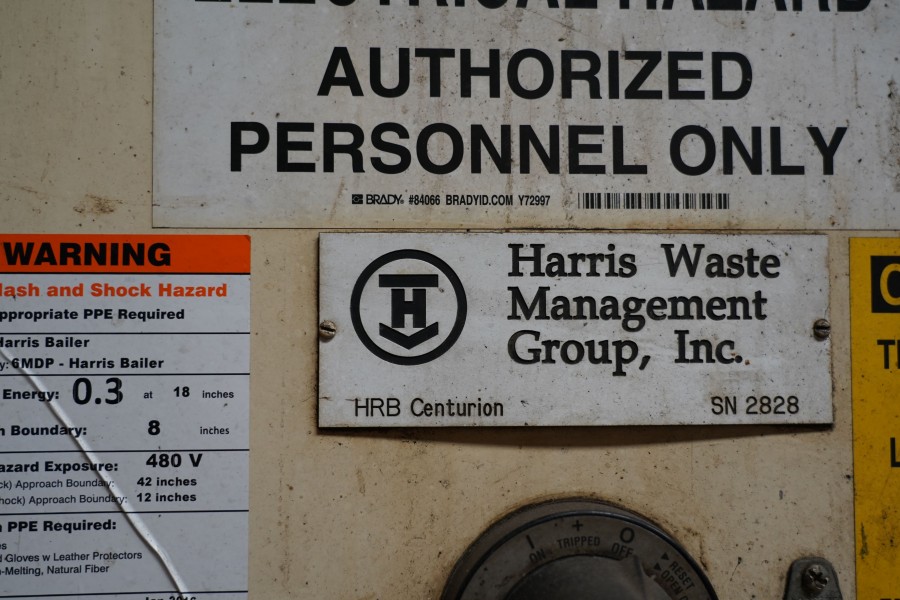 ELECTRICAL HAZARD
AUTHORIZED
PERSONNEL ONLY
BRADY #84066 BRADYID.COM Y72997
WARNING
and Shock Hazard
PPE Required
Harris Bailer
6MDP - Harris Bailer
Energy: 0.3 at 18 inches
Boundary: 8 inches
Exposure: 480 V
Approach Boundary: 42 inches
Approach Boundary: 12 inches
PPE Required:
Gloves w Leather Protectors
-Melting, Natural Fiber
Harris Waste
Management
Group, Inc.
H
HRB Centurion SN 2828
I + O
ON TRIPPED OFF
RESET
OPEN